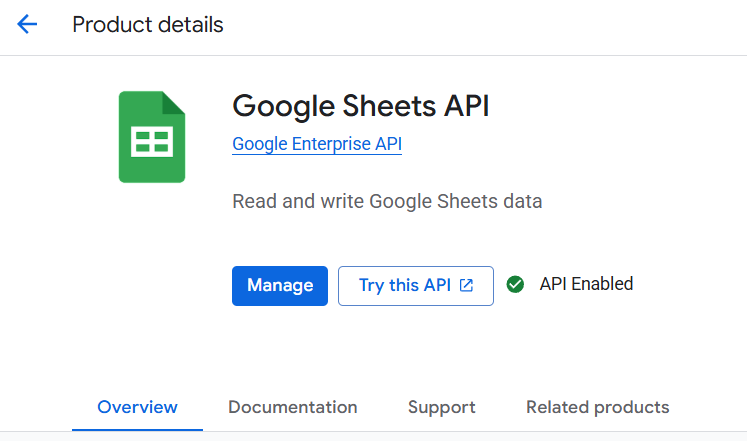 Product details
Google Sheets API
Google Enterprise API
Read and write Google Sheets data
Manage
Try this API
API Enabled
Overview
Documentation
Support
Related products